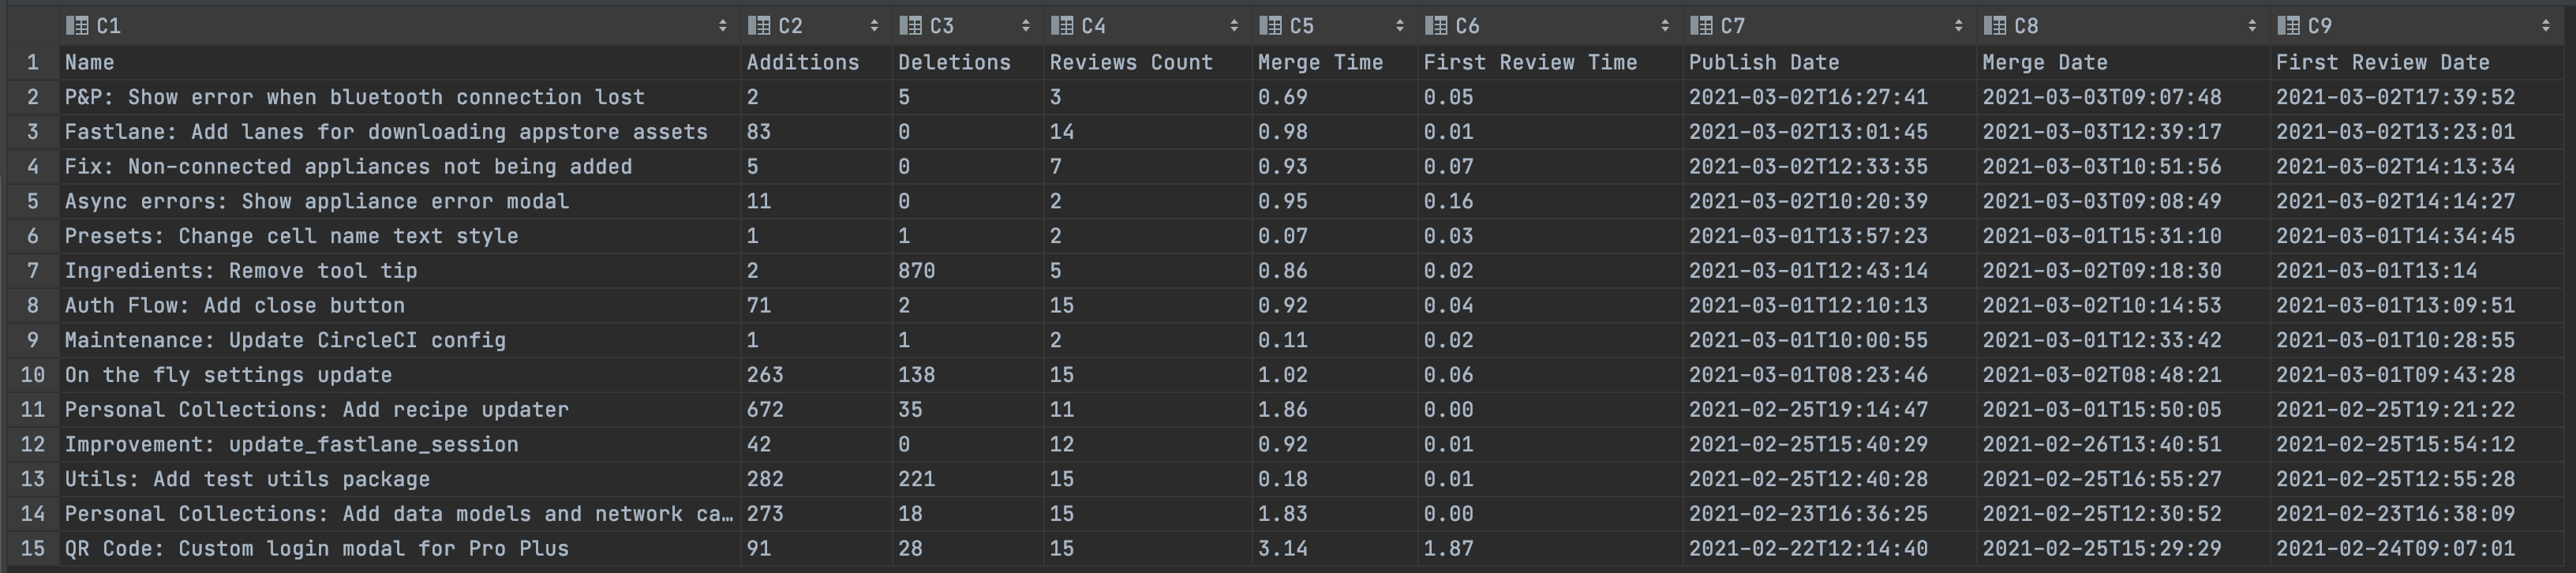 C1 C2 C3 C4 C5 C6 C7 C8 C9
1 Name Additions Deletions Reviews Count Merge Time First Review Time Publish Date Merge Date First Review Date
2 P&P: Show error when bluetooth connection lost 2 5 3 0.69 0.05 2021-03-02T16:27:41 2021-03-03T09:07:48 2021-03-02T17:39:52
3 Fastlane: Add lanes for downloading appstore assets 83 0 14 0.98 0.01 2021-03-02T13:01:45 2021-03-03T12:39:17 2021-03-02T13:23:01
4 Fix: Non-connected appliances not being added 5 0 7 0.93 0.07 2021-03-02T12:33:35 2021-03-03T10:51:56 2021-03-02T14:13:34
5 Async errors: Show appliance error modal 11 0 2 0.95 0.16 2021-03-02T10:20:39 2021-03-03T09:08:49 2021-03-02T14:14:27
6 Presets: Change cell name text style 1 1 2 0.07 0.03 2021-03-01T13:57:23 2021-03-01T15:31:10 2021-03-01T14:34:45
7 Ingredients: Remove tool tip 2 870 5 0.86 0.02 2021-03-01T12:43:14 2021-03-02T09:18:30 2021-03-01T13:14
8 Auth Flow: Add close button 71 2 15 0.92 0.04 2021-03-01T12:10:13 2021-03-02T10:14:53 2021-03-01T13:09:51
9 Maintenance: Update CircleCI config 1 1 2 0.11 0.02 2021-03-01T10:00:55 2021-03-01T12:33:42 2021-03-01T10:28:55
10 On the fly settings update 263 138 15 1.02 0.06 2021-03-01T08:23:46 2021-03-02T08:48:21 2021-03-01T09:43:28
11 Personal Collections: Add recipe updater 672 35 11 1.86 0.00 2021-02-25T19:14:47 2021-03-01T15:50:05 2021-02-25T19:21:22
12 Improvement: update_fastlane_session 42 0 12 0.92 0.01 2021-02-25T15:40:29 2021-02-26T13:40:51 2021-02-25T15:54:12
13 Utils: Add test utils package 282 221 15 0.18 0.01 2021-02-25T12:40:28 2021-02-25T16:55:27 2021-02-25T12:55:28
14 Personal Collections: Add data models and network ca… 273 18 15 1.83 0.00 2021-02-23T16:36:25 2021-02-25T12:30:52 2021-02-23T16:38:09
15 QR Code: Custom login modal for Pro Plus 91 28 15 3.14 1.87 2021-02-22T12:14:40 2021-02-25T15:29:29 2021-02-24T09:07:01